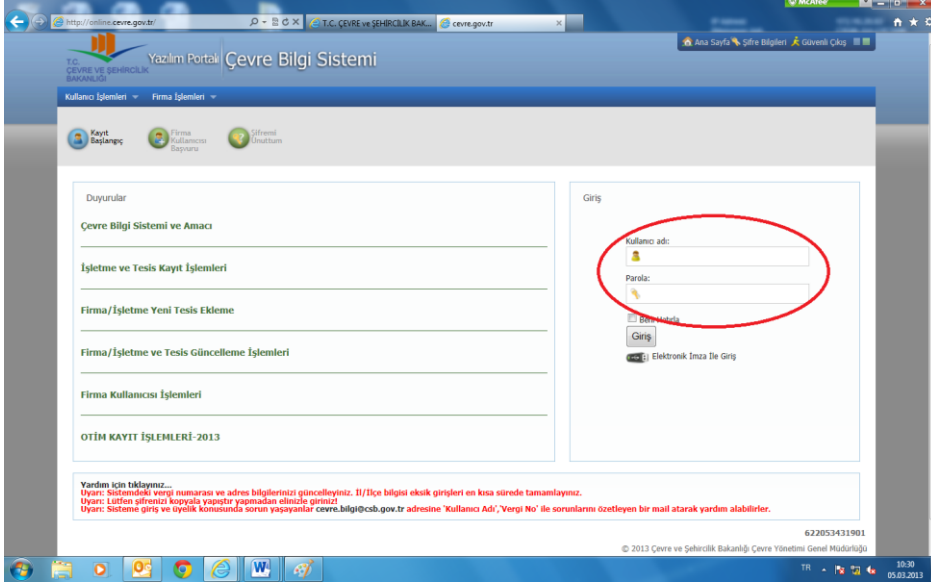 McAfee
http://online.cevre.gov.tr/
T.C. ÇEVRE ve ŞEHİRCİLİK BAK...
cevre.gov.tr
T.C.
ÇEVRE VE ŞEHİRCİLİK
BAKANLIĞI
Yazılım Portalı Çevre Bilgi Sistemi
Ana Sayfa Şifre Bilgileri Güvenli Çıkış
Kullanıcı İşlemleri Firma İşlemleri
Kayıt
Başlangıç
Firma
Kullanıcısı
Başvuru
Şifremi
Unuttum
Duyurular
Çevre Bilgi Sistemi ve Amacı
İşletme ve Tesis Kayıt İşlemleri
Firma/İşletme Yeni Tesis Ekleme
Firma/İşletme ve Tesis Güncelleme İşlemleri
Firma Kullanıcısı İşlemleri
OTİM KAYIT İŞLEMLERİ-2013
Giriş
Kullanıcı adı:
Parola:
Beni Hatırla
Giriş
Elektronik İmza İle Giriş
Yardım için tıklayınız...
Uyarı: Sistemdeki vergi numarası ve adres bilgilerinizi güncelleyiniz. İl/İlçe bilgisi eksik girişleri en kısa sürede tamamlayınız.
Uyarı: Lütfen şifrenizi kopyala yapıştır yapmadan elinizle giriniz!
Uyarı: Sisteme giriş ve üyelik konusunda sorun yaşayanlar cevre.bilgi@csb.gov.tr adresine 'Kullanıcı Adı','Vergi No' ile sorunlarını özetleyen bir mail atarak yardım alabilirler.
622053431901
© 2013 Çevre ve Şehircilik Bakanlığı Çevre Yönetimi Genel Müdürlüğü
TR
10:30
05.03.2013